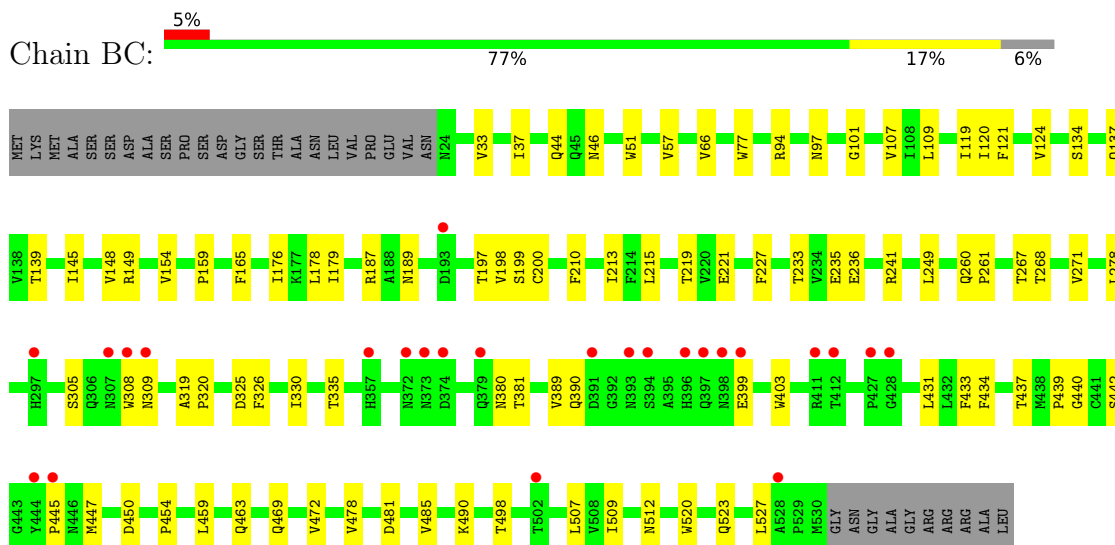 5%
Chain BC:
77% 17% 6%
MET LYS MET ALA SER SER ASP ALA SER PRO SER ASP GLY SER THR ALA ASN LEU VAL PRO GLU VAL ASN N24 V33 I37 Q44 Q45 N46 W51 V57 V66 W77 R94 N97 G101 V107 I108 L109 I119 I120 F121 V124 S134
V138 T139 I145 V148 R149 V154 P159 F165 I176 K177 L178 I179 R187 A188 N189 D193 T197 V198 S199 C200 F210 I213 F214 L215 T219 V220 E221 F227 T233 V234 E235 E236 R241 L249 Q260 P261 T267 T268 V271
H297 S305 Q306 N307 W308 N309 A319 P320 D325 F326 I330 T335 H357 N372 N373 D374 Q379 N380 T381 V389 Q390 D391 G392 N393 S394 A395 H396 Q397 N398 E399 W403 R411 T412 P427 G428 L431 L432 F433 F434 T437 M438 P439 G440 C441
G443 Y444 P445 N446 M447 D450 P454 L459 Q463 Q469 V472 V478 D481 V485 K490 T498 T502 L507 V508 I509 N512 W520 Q523 L527 A528 P529 M530 GLY ASN GLY ALA GLY ARG ARG ARG ALA LEU